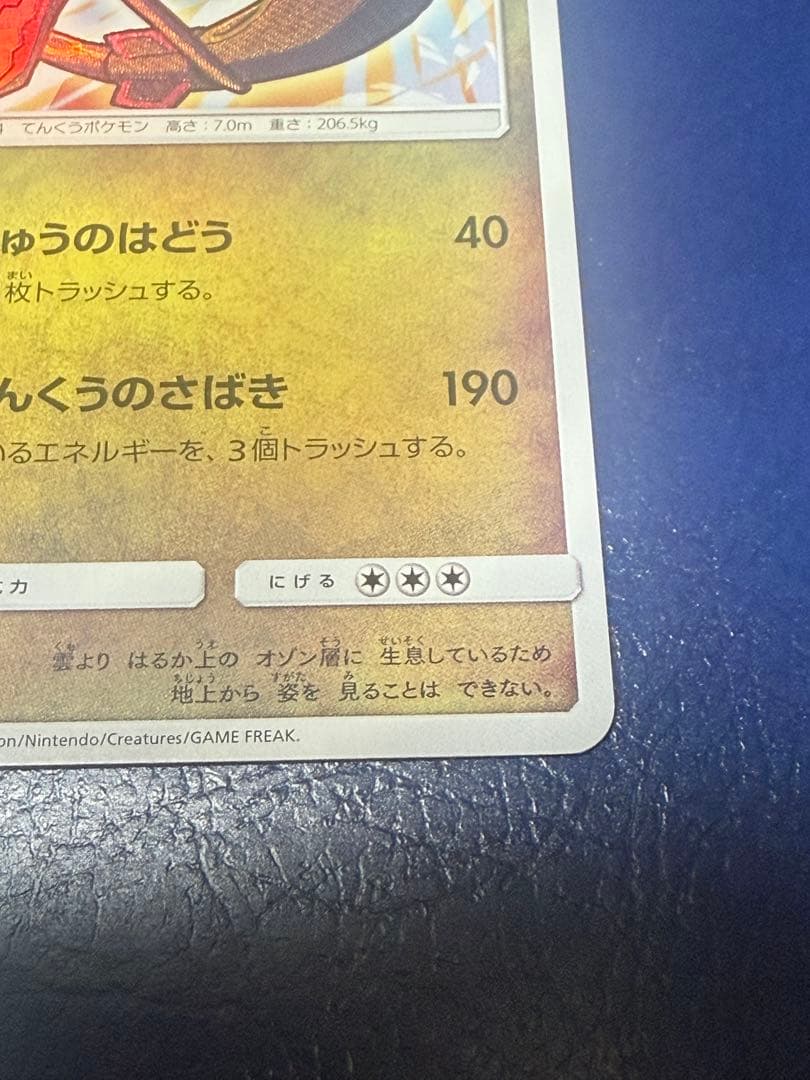 てんくうポケモン 高さ:7.0m 重さ:206.5kg
ゅうのはどう 40
枚トラッシュする。
んくうのさばき 190
いるエネルギーを、3個トラッシュする。
力 にげる
雲より はるか上の オゾン層に 生息しているため
地上から 姿を 見ることは できない。
on/Nintendo/Creatures/GAME FREAK.